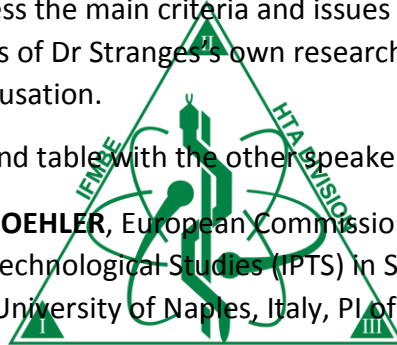 ess the main criteria and issues
s of Dr Stranges's own research
usation.
nd table with the other speake
OEHLER, European Commissio
echnological Studies (IPTS) in S
University of Naples, Italy, PI of
II
IFMBE
HTA DIVISION
I
III